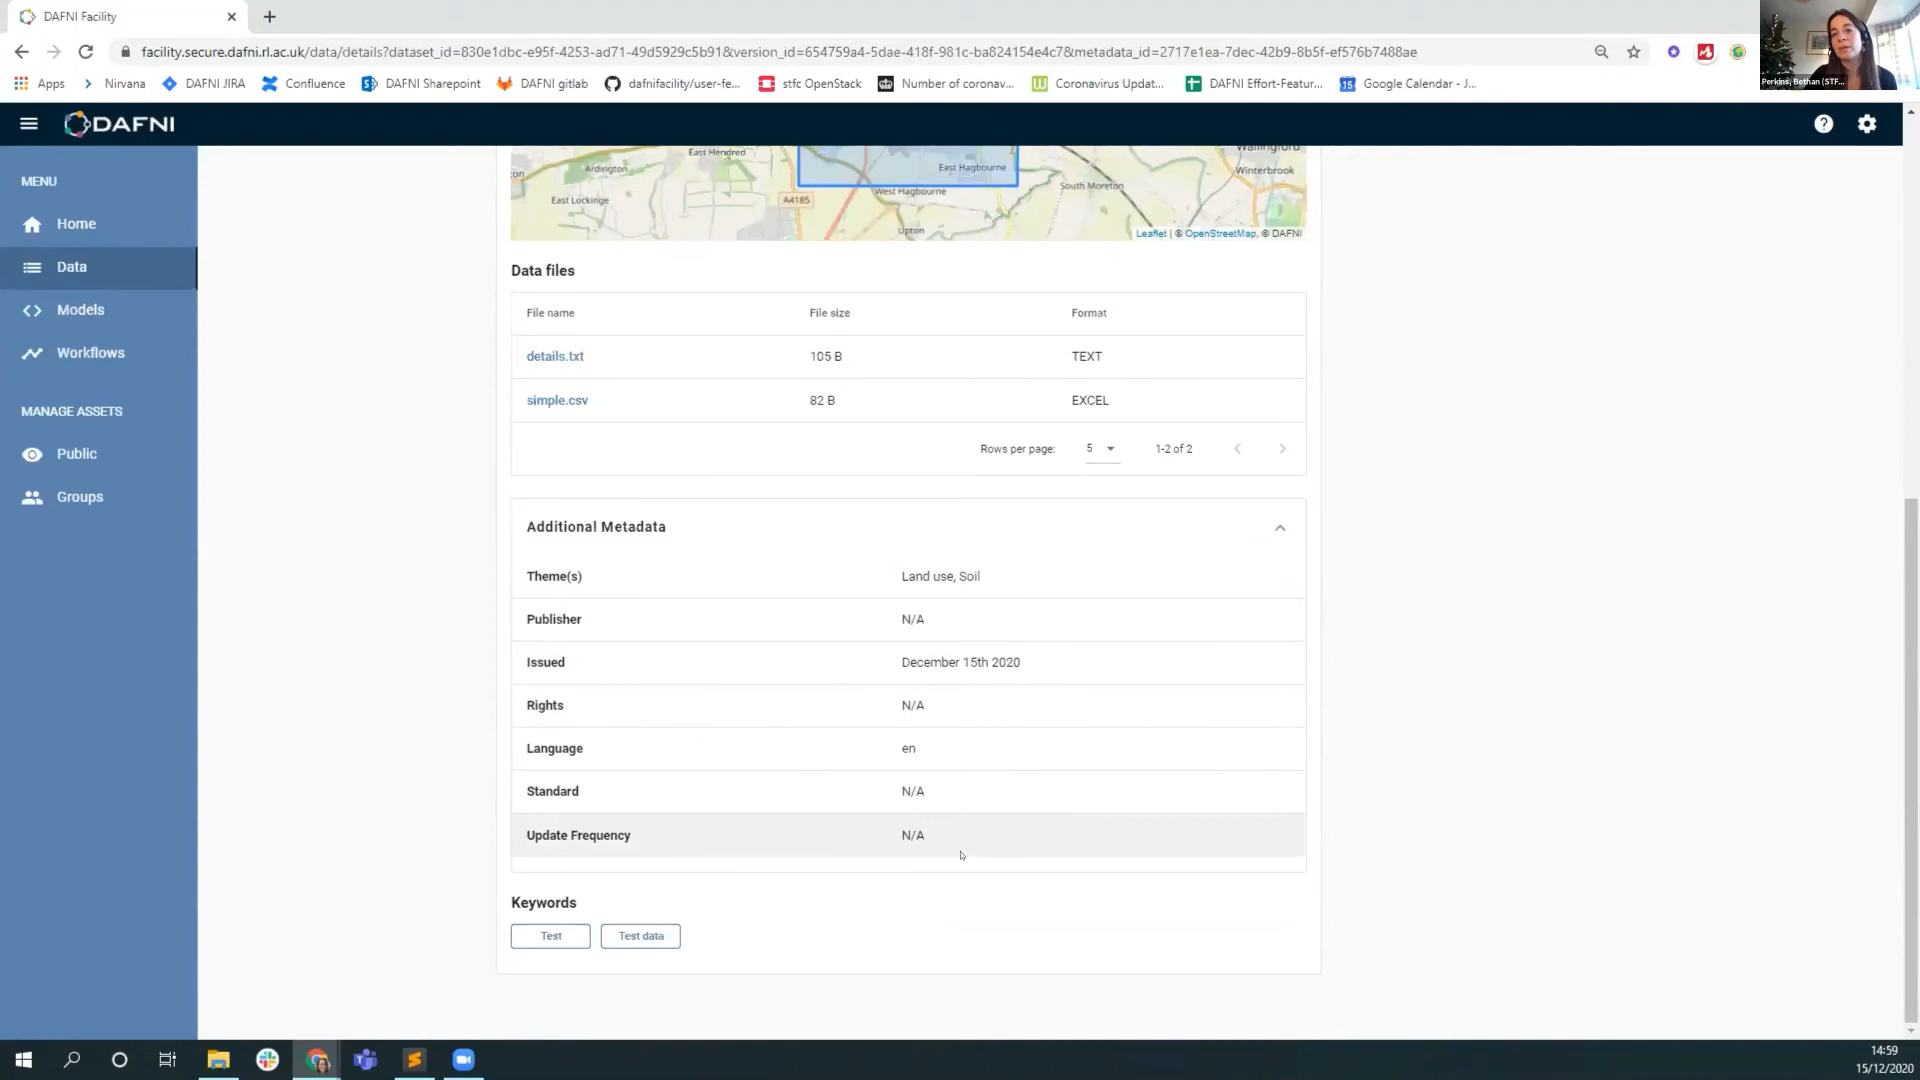 DAFNI Facility
facility.secure.dafni.rl.ac.uk/data/details?dataset_id=830e1dbc-e95f-4253-ad71-49d5929c5b91&version_id=654759a4-5dae-418f-981c-ba824154e4c7&metadata_id=2717e1ea-7dec-42b9-8b5f-ef576b7488ae
Apps Nirvana DAFNI JIRA Confluence DAFNI Sharepoint DAFNI gitlab dafnifacility/user-fe... stfc OpenStack Number of coronav... Coronavirus Updat... DAFNI Effort-Featur... Google Calendar - J...
Perkins, Bethan (STF...
DAFNI
MENU
Home
Data
Models
Workflows
MANAGE ASSETS
Public
Groups
East Hendred
Ardington
East Hagbourne
Wallingford
Winterbrook
West Hagbourne
South Moreton
East Lockinge
A4185
Upton
Leaflet | © OpenStreetMap, © DAFNI
Data files
File name File size Format
details.txt 105 B TEXT
simple.csv 82 B EXCEL
Rows per page: 5 1-2 of 2
Additional Metadata
Theme(s) Land use, Soil
Publisher N/A
Issued December 15th 2020
Rights N/A
Language en
Standard N/A
Update Frequency N/A
Keywords
Test Test data
14:59
15/12/2020